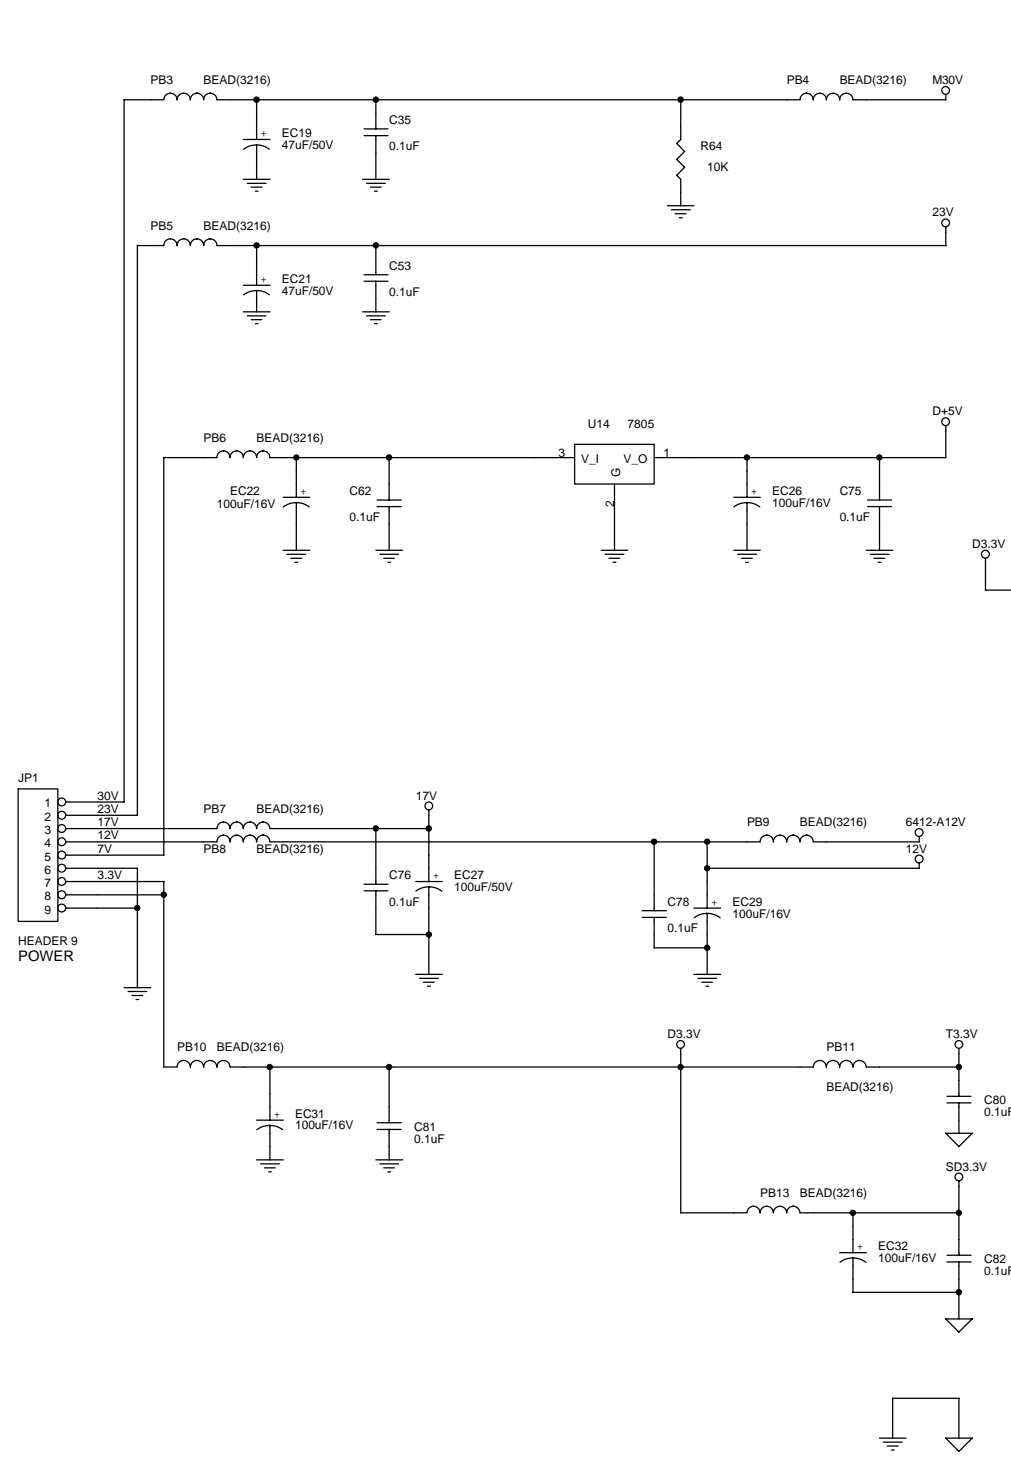 PB3 BEAD(3216) PB4 BEAD(3216) M30V
C35
0.1uF
+ EC19
47uF/50V
R64
10K
PB5 BEAD(3216) 23V
C53
0.1uF
+ EC21
47uF/50V
U14 7805 D+5V
PB6 BEAD(3216)
3 V_I V_O 1
G
2
EC22 +
100uF/16V
C62
0.1uF
+ EC26
100uF/16V
C75
0.1uF
D3.3V
JP1
1 30V
2 23V
3 17V
4 12V
5 7V
6
7 3.3V
8
9
HEADER 9
POWER
17V
PB7 BEAD(3216)
PB8 BEAD(3216)
PB9 BEAD(3216) 6412-A12V
12V
C76
0.1uF
+ EC27
100uF/50V
C78
0.1uF
+ EC29
100uF/16V
D3.3V T3.3V
PB10 BEAD(3216)
PB11
BEAD(3216)
C80
0.1uF
+ EC31
100uF/16V
C81
0.1uF
SD3.3V
PB13 BEAD(3216)
+ EC32
100uF/16V
C82
0.1uF